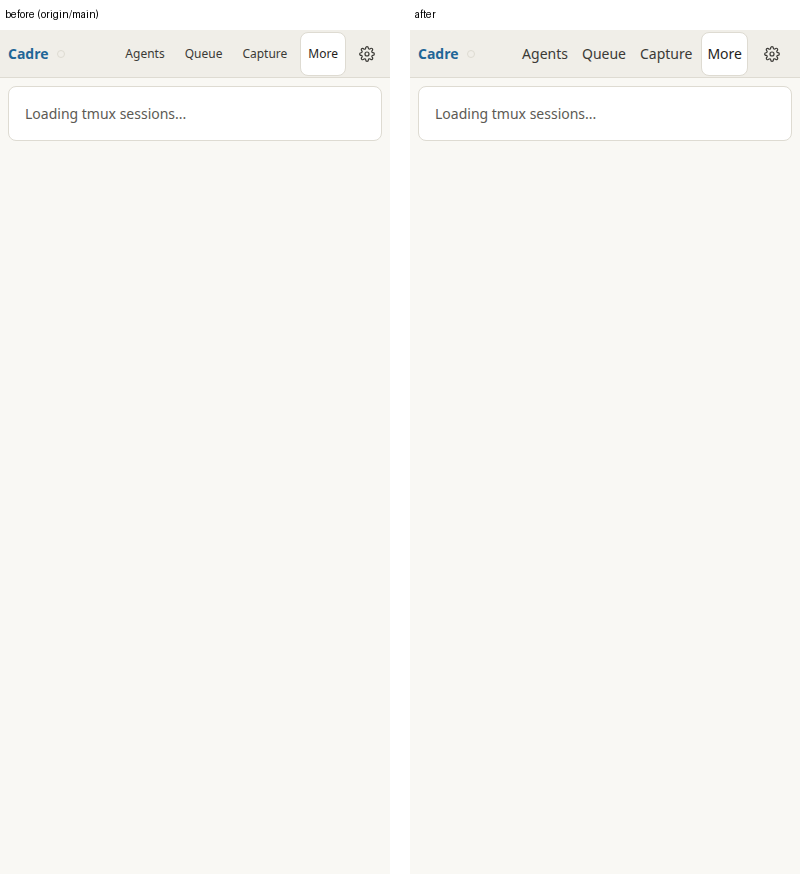 before (origin/main)
after
Cadre Agents Queue Capture More
Cadre Agents Queue Capture More
Loading tmux sessions...
Loading tmux sessions...